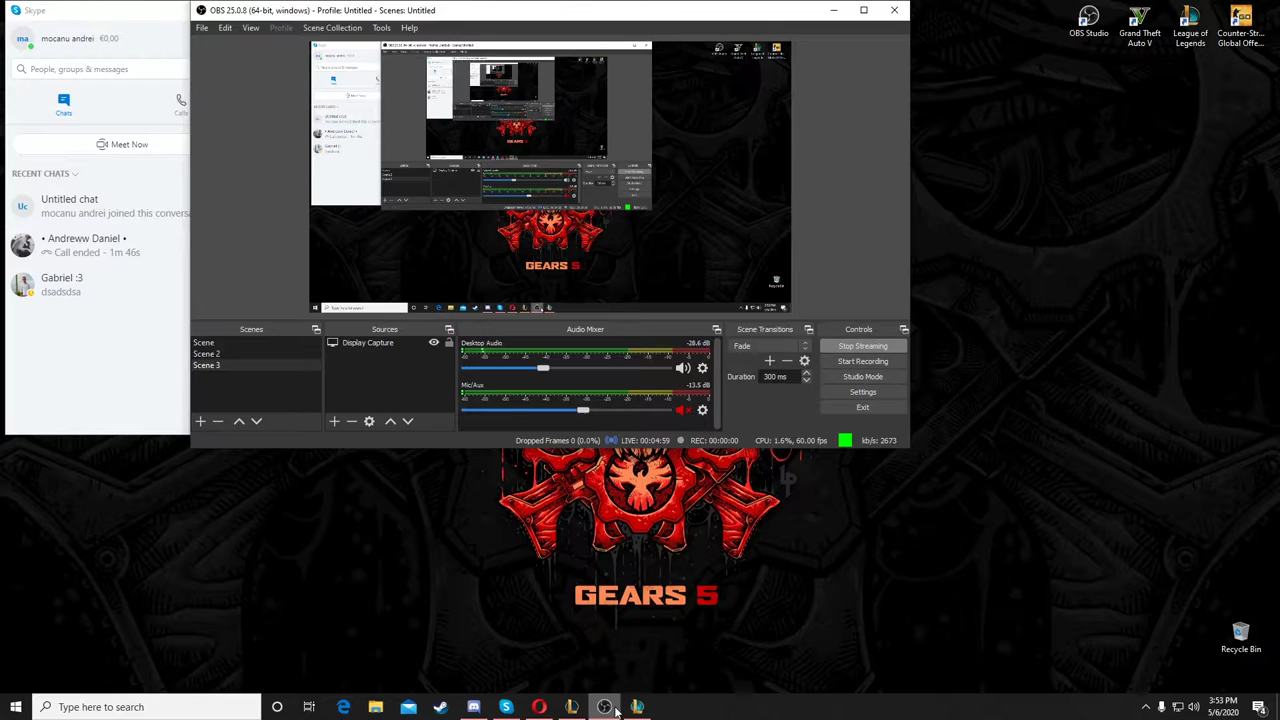 Skype
mocanu andrei €0,00
People, groups & messages
Chats
Calls
Meet Now
RECENT CHATS
Uc
Untitled chat
mocanu andrei joined this conversa
• Andreww Daniel •
Call ended - 1m 46s
Gabriel :3
dsadsdsa
OBS 25.0.8 (64-bit, windows) - Profile: Untitled - Scenes: Untitled
File Edit View Profile Scene Collection Tools Help
GEARS 5
Scenes
Scene
Scene 2
Scene 3
Sources
Display Capture
Audio Mixer
Desktop Audio -28.6 dB
Mic/Aux -13.5 dB
Scene Transitions
Fade
Duration 300 ms
Controls
Stop Streaming
Start Recording
Studio Mode
Settings
Exit
Dropped Frames 0 (0.0%) LIVE: 00:04:59 REC: 00:00:00 CPU: 1.6%, 60.00 fps kb/s: 2673
OBS Studio
Grand Theft
League of
Counter-Str...
Global Offe...
GEARS 5
Recycle Bin
Type here to search
3:53 PM
5/6/2020